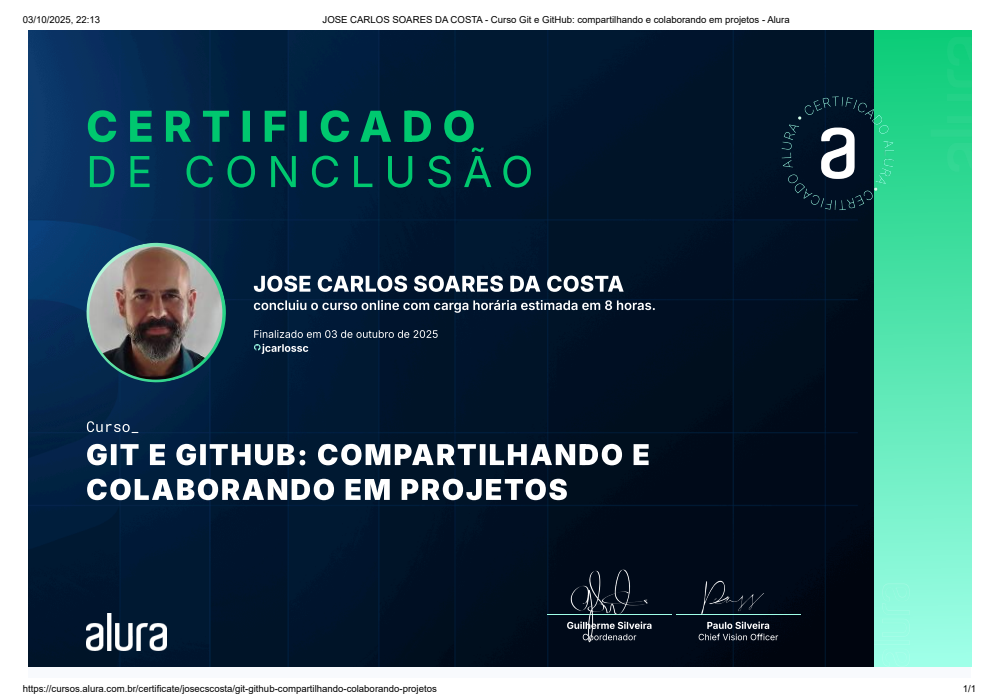 03/10/2025, 22:13
JOSE CARLOS SOARES DA COSTA - Curso Git e GitHub: compartilhando e colaborando em projetos - Alura
CERTIFICADO
DE CONCLUSÃO
CERTIFICADO ALURA • CERTIFICADO ALURA •
a
JOSE CARLOS SOARES DA COSTA
concluiu o curso online com carga horária estimada em 8 horas.
Finalizado em 03 de outubro de 2025
jcarlossc
Curso_
GIT E GITHUB: COMPARTILHANDO E
COLABORANDO EM PROJETOS
alura
Guilherme Silveira
Coordenador
Paulo Silveira
Chief Vision Officer
https://cursos.alura.com.br/certificate/josecscosta/git-github-compartilhando-colaborando-projetos
1/1